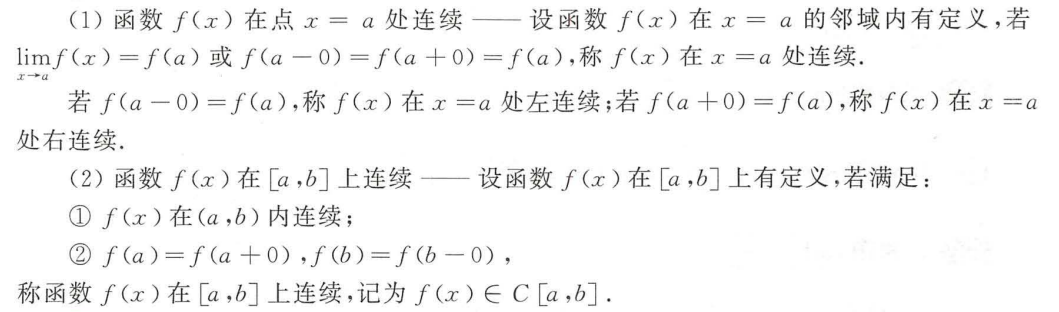 (1) 函数 f(x) 在点 x = a 处连续 —— 设函数 f(x) 在 x = a 的邻域内有定义,若
lim_{x→a} f(x)=f(a) 或 f(a-0)=f(a+0)=f(a),称 f(x) 在 x=a 处连续.
若 f(a-0)=f(a),称 f(x) 在 x=a 处左连续;若 f(a+0)=f(a),称 f(x) 在 x=a
处右连续.
(2) 函数 f(x) 在[a,b]上连续 —— 设函数 f(x) 在[a,b]上有定义,若满足:
① f(x)在(a,b)内连续;
② f(a)=f(a+0),f(b)=f(b-0),
称函数 f(x) 在[a,b]上连续,记为 f(x)∈C[a,b].